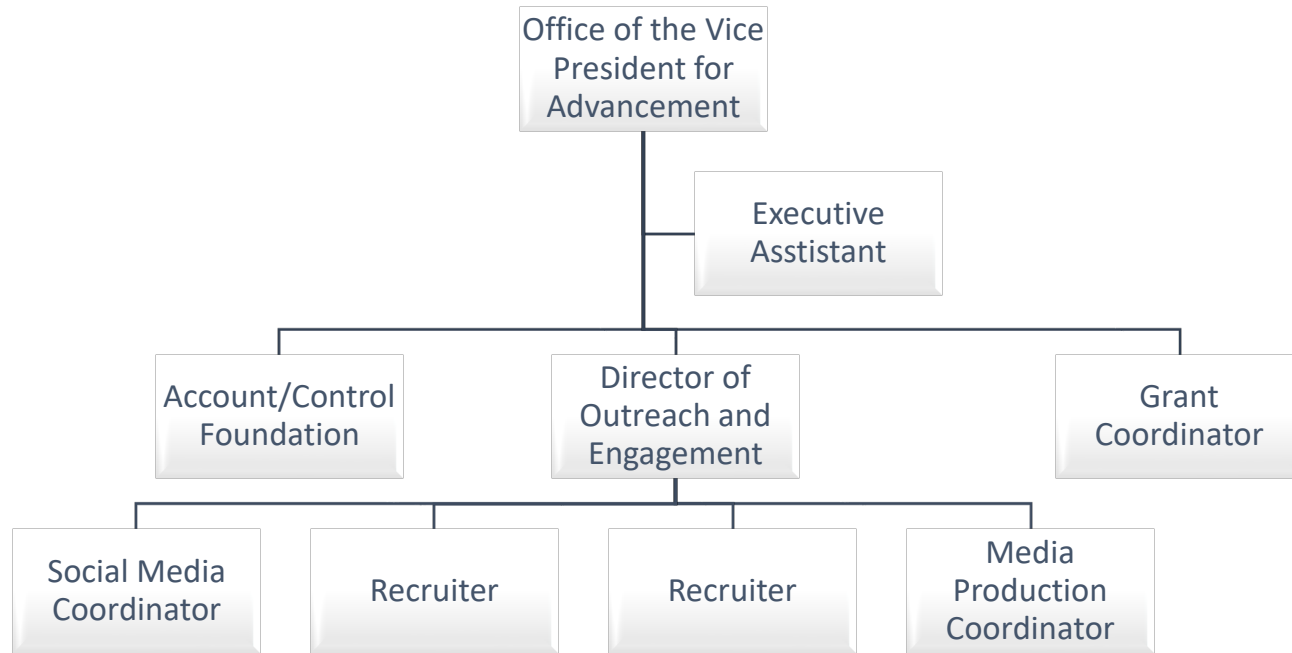 Office of the Vice
President for
Advancement
Executive
Asstistant
Account/Control
Foundation
Director of
Outreach and
Engagement
Grant
Coordinator
Social Media
Coordinator
Recruiter
Recruiter
Media
Production
Coordinator